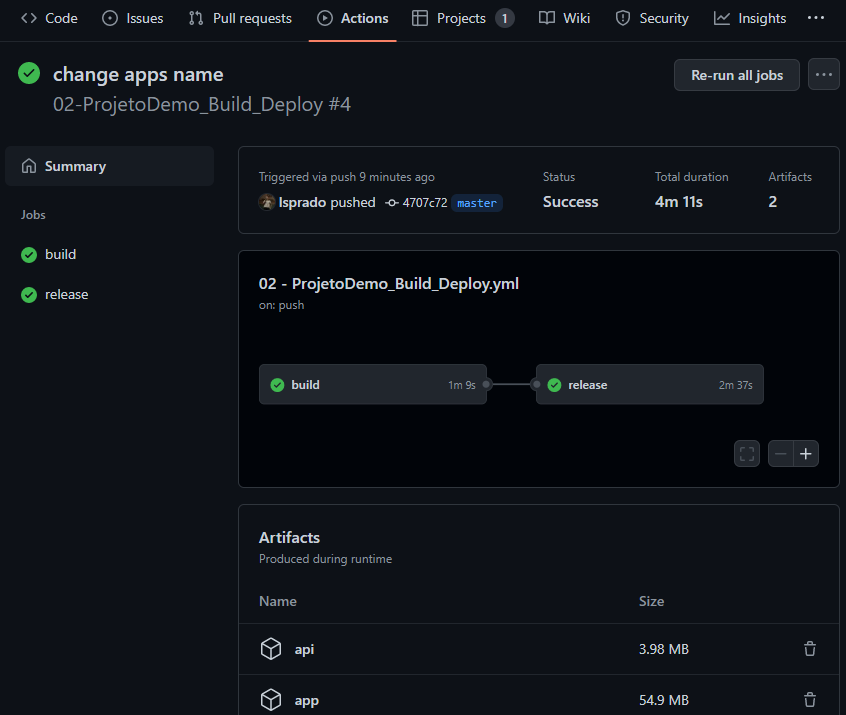 Code Issues Pull requests Actions Projects 1 Wiki Security Insights ...
change apps name
Re-run all jobs ...
02-ProjetoDemo_Build_Deploy #4
Summary
Jobs
build
release
Triggered via push 9 minutes ago Status Total duration Artifacts
lsprado pushed 4707c72 master Success 4m 11s 2
02 - ProjetoDemo_Build_Deploy.yml
on: push
build 1m 9s release 2m 37s
Artifacts
Produced during runtime
Name Size
api 3.98 MB
app 54.9 MB